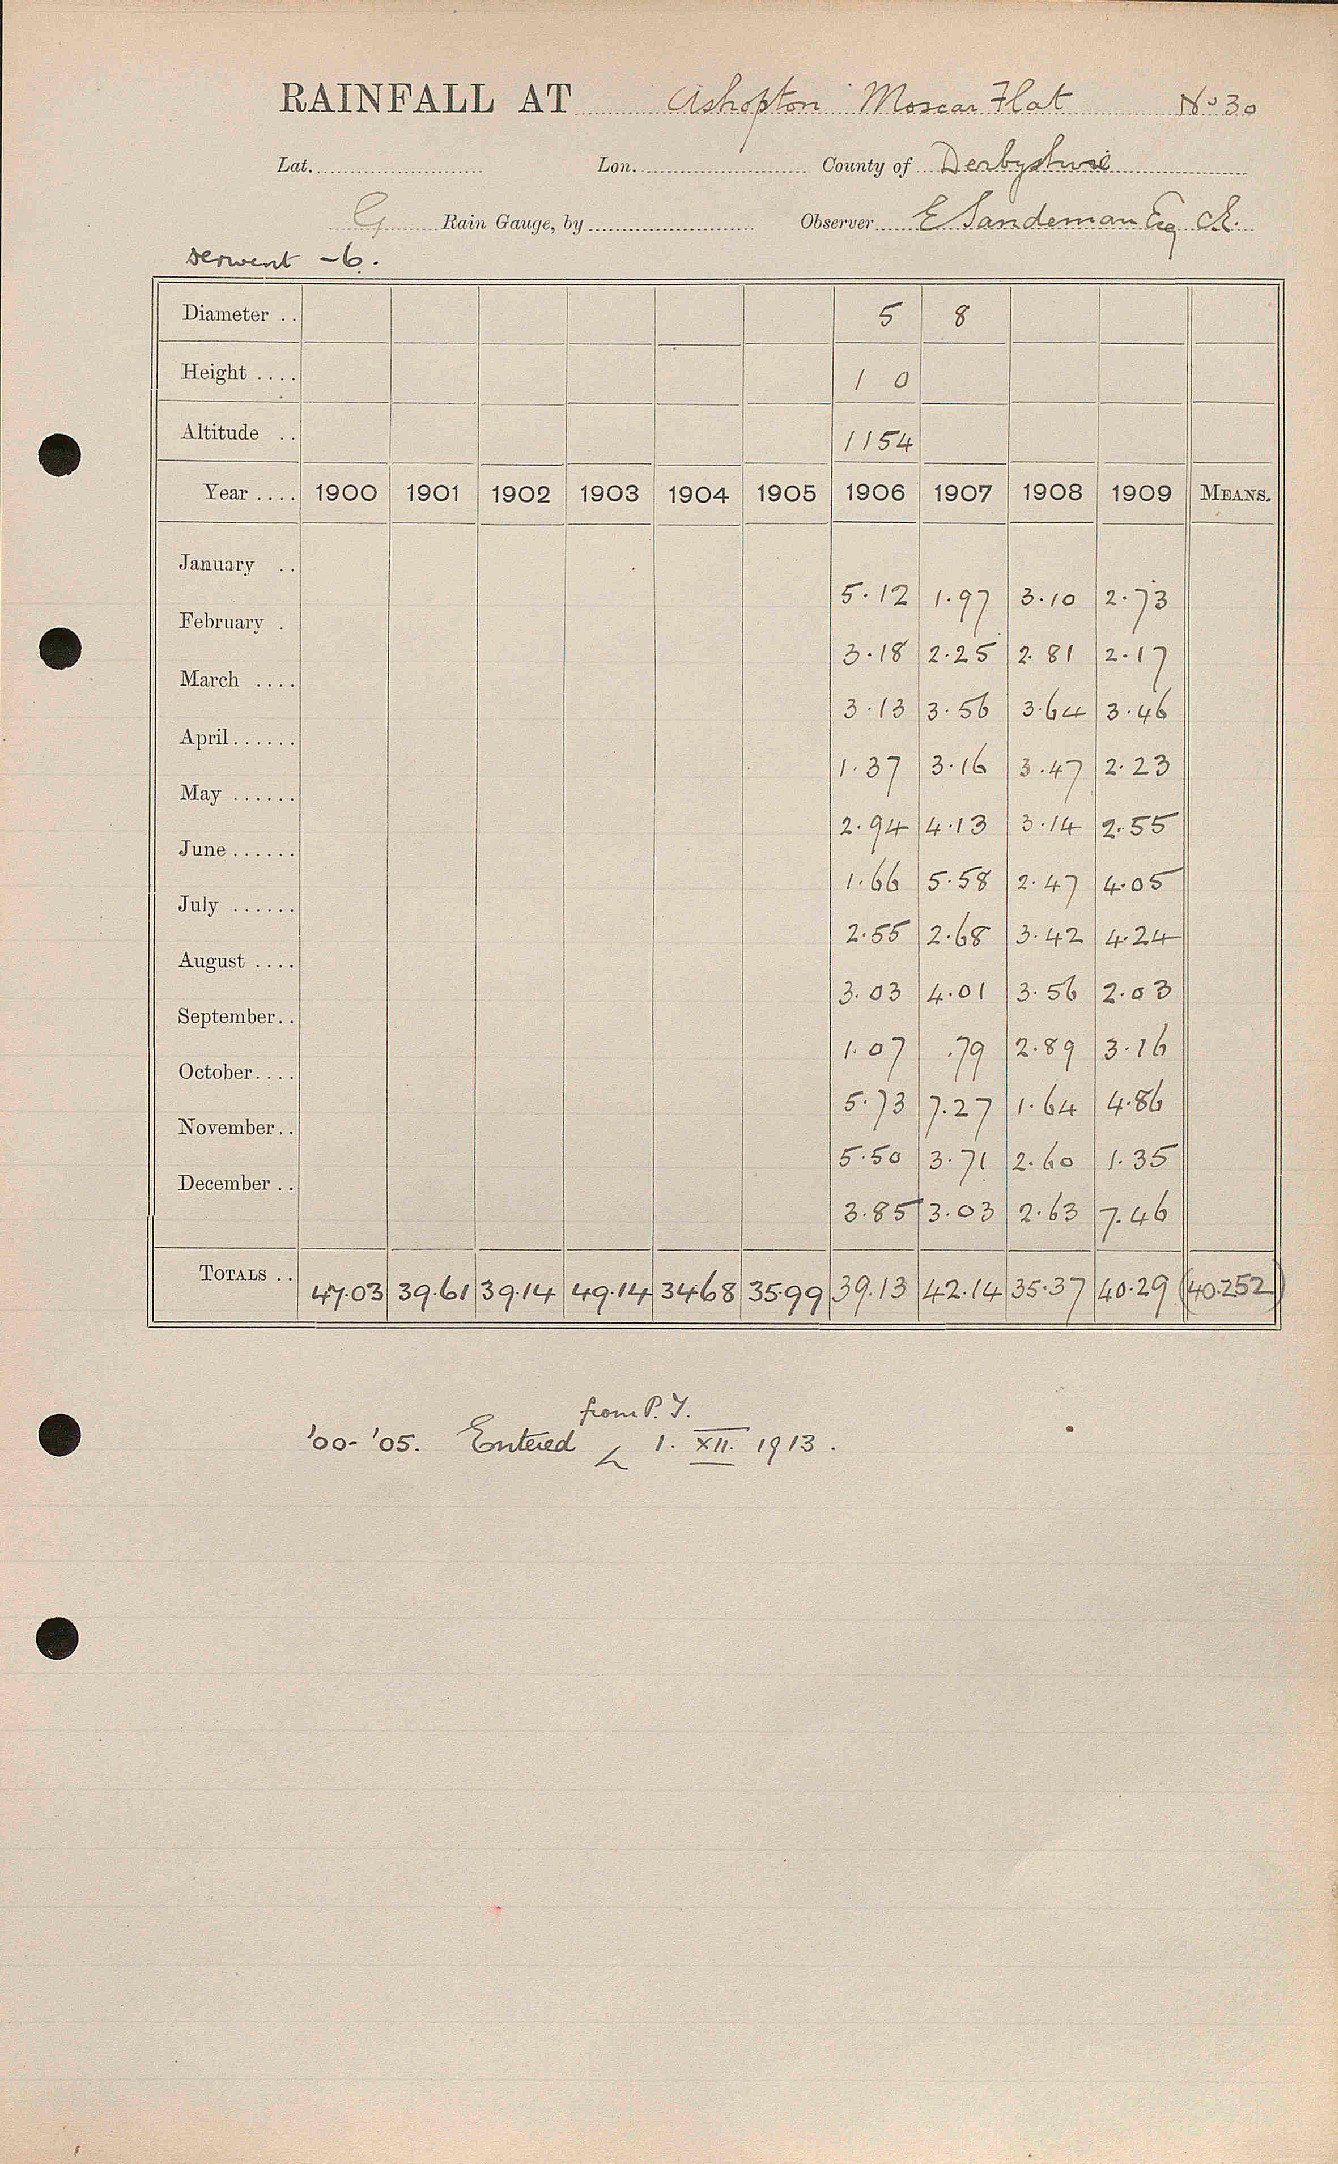 RAINFALL AT Ashopton Moscar Flat No 30
Lat. Lon. County of Derbyshire
G Rain Gauge, by Observer E Sandeman Esq C.E.
Derwent - 6.
Diameter .. 5 8
Height .... 1 0
Altitude .. 1154
Year .... 1900 1901 1902 1903 1904 1905 1906 1907 1908 1909 MEANS.
January .. 5.12 1.97 3.10 2.73
February . 3.18 2.25 2.81 2.17
March .... 3.13 3.56 3.64 3.46
April...... 1.37 3.16 3.47 2.23
May ...... 2.94 4.13 3.14 2.55
June...... 1.66 5.58 2.47 4.05
July ...... 2.55 2.68 3.42 4.24
August .... 3.03 4.01 3.56 2.03
September.. 1.07 .79 2.89 3.16
October.... 5.73 7.27 1.64 4.86
November.. 5.50 3.71 2.60 1.35
December .. 3.85 3.03 2.63 7.46
TOTALS .. 47.03 39.61 39.14 49.14 34.68 35.99 39.13 42.14 35.37 40.29 (40.252)
from P. Y.
'00-'05. Entered 1. XII. 1913.